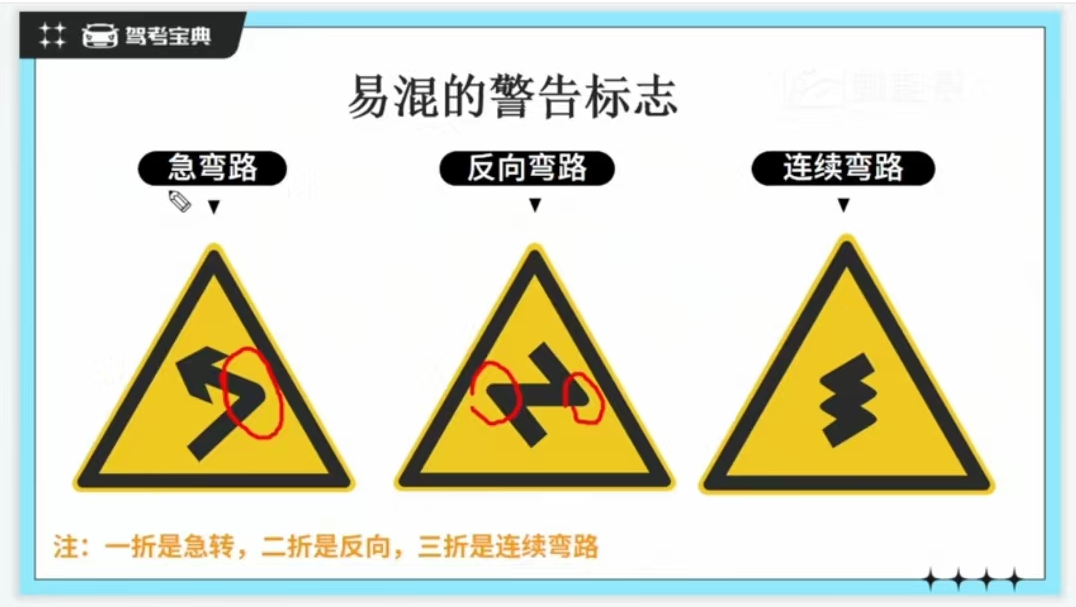 驾考宝典
易混的警告标志
急弯路
反向弯路
连续弯路
注：一折是急转，二折是反向，三折是连续弯路